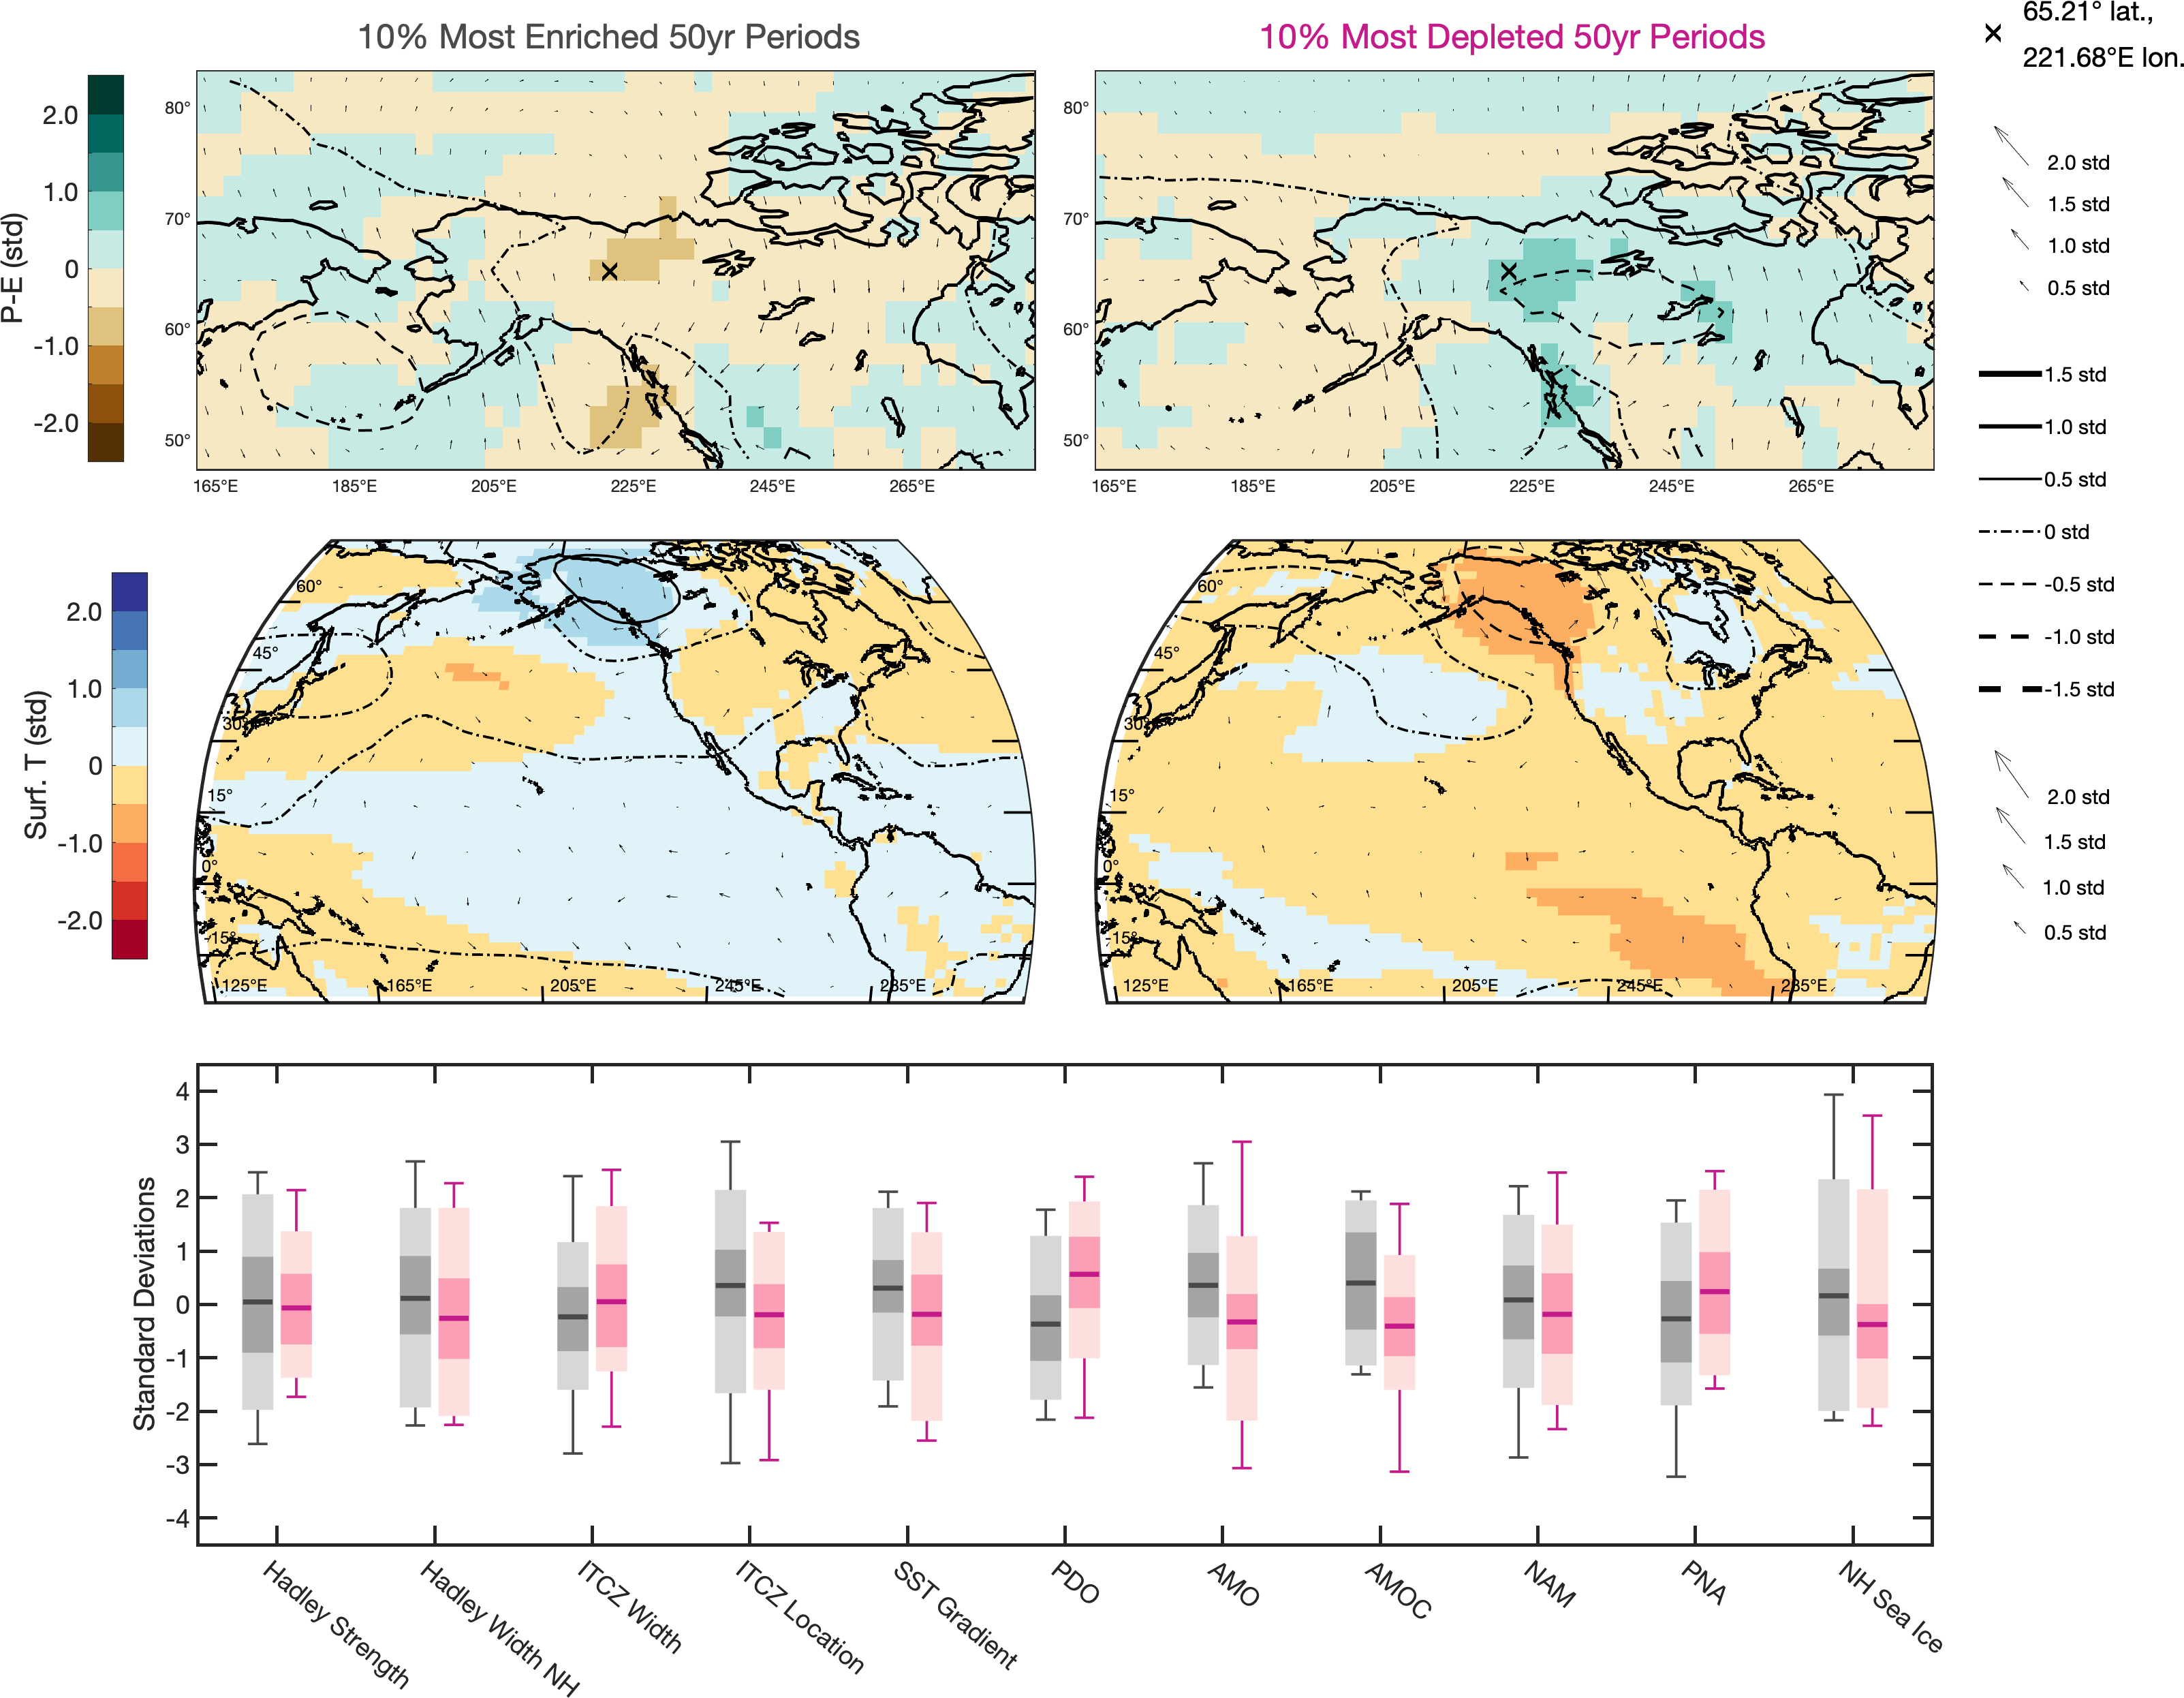 10% Most Enriched 50yr Periods
10% Most Depleted 50yr Periods
65.21° lat.,
221.68°E lon.
P-E (std)
2.0
1.0
0
-1.0
-2.0
80°
70°
60°
50°
165°E 185°E 205°E 225°E 245°E 265°E
80°
70°
60°
50°
165°E 185°E 205°E 225°E 245°E 265°E
2.0 std
1.5 std
1.0 std
0.5 std
1.5 std
1.0 std
0.5 std
0 std
-0.5 std
-1.0 std
-1.5 std
2.0 std
1.5 std
1.0 std
0.5 std
Surf. T (std)
2.0
1.0
0
-1.0
-2.0
60°
45°
30°
15°
0°
-15°
125°E 165°E 205°E 245°E 285°E
60°
45°
30°
15°
0°
-15°
125°E 165°E 205°E 245°E 285°E
Standard Deviations
4
3
2
1
0
-1
-2
-3
-4
Hadley Strength
Hadley Width NH
ITCZ Width
ITCZ Location
SST Gradient
PDO
AMO
AMOC
NAM
PNA
NH Sea Ice